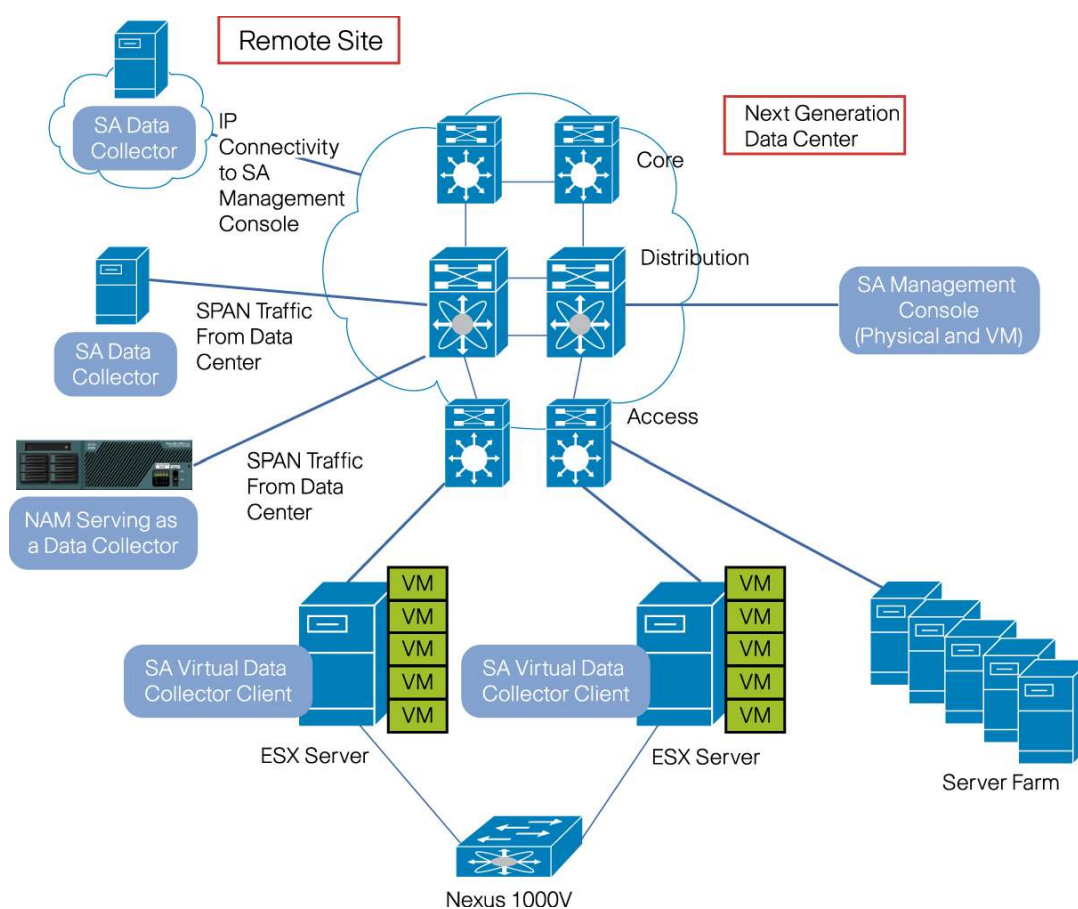 Remote Site
SA Data
Collector
IP
Connectivity
to SA
Management
Console
Next Generation
Data Center
Core
Distribution
SA Management
Console
(Physical and VM)
SPAN Traffic
From Data
Center
SA Data
Collector
Access
SPAN Traffic
From Data
Center
NAM Serving as
a Data Collector
VM
VM
VM
VM
VM
SA Virtual Data
Collector Client
ESX Server
VM
VM
VM
VM
VM
SA Virtual Data
Collector Client
ESX Server
Server Farm
Nexus 1000V